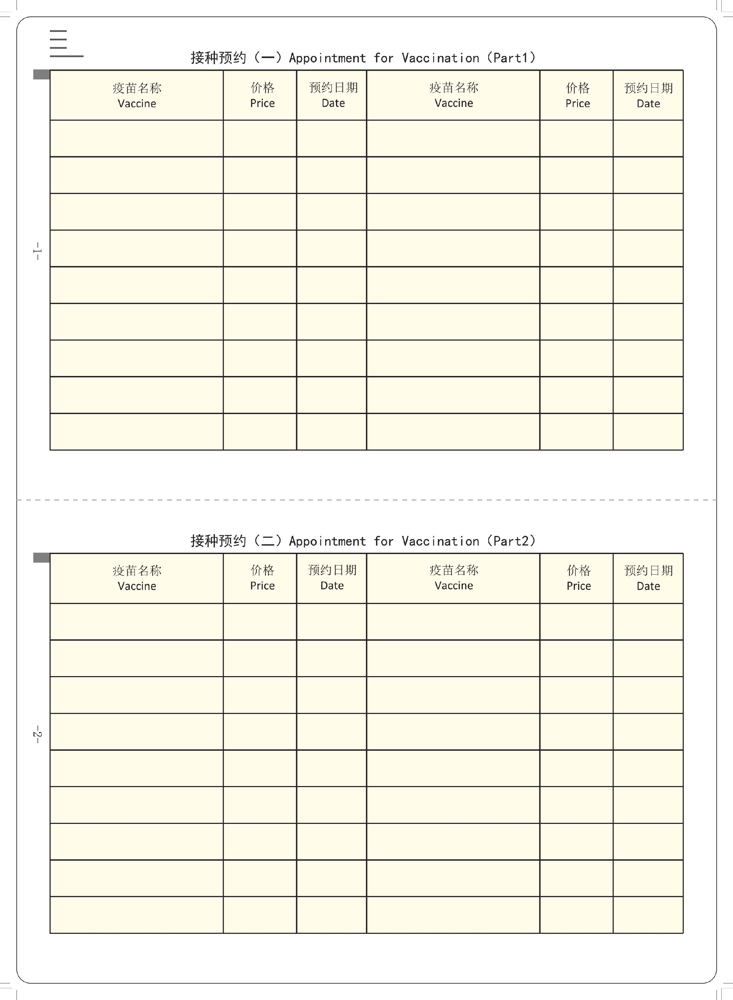 接种预约（一）Appointment for Vaccination（Part1）
疫苗名称 价格 预约日期 疫苗名称 价格 预约日期
Vaccine Price Date Vaccine Price Date
-1-
接种预约（二）Appointment for Vaccination（Part2）
疫苗名称 价格 预约日期 疫苗名称 价格 预约日期
Vaccine Price Date Vaccine Price Date
-2-